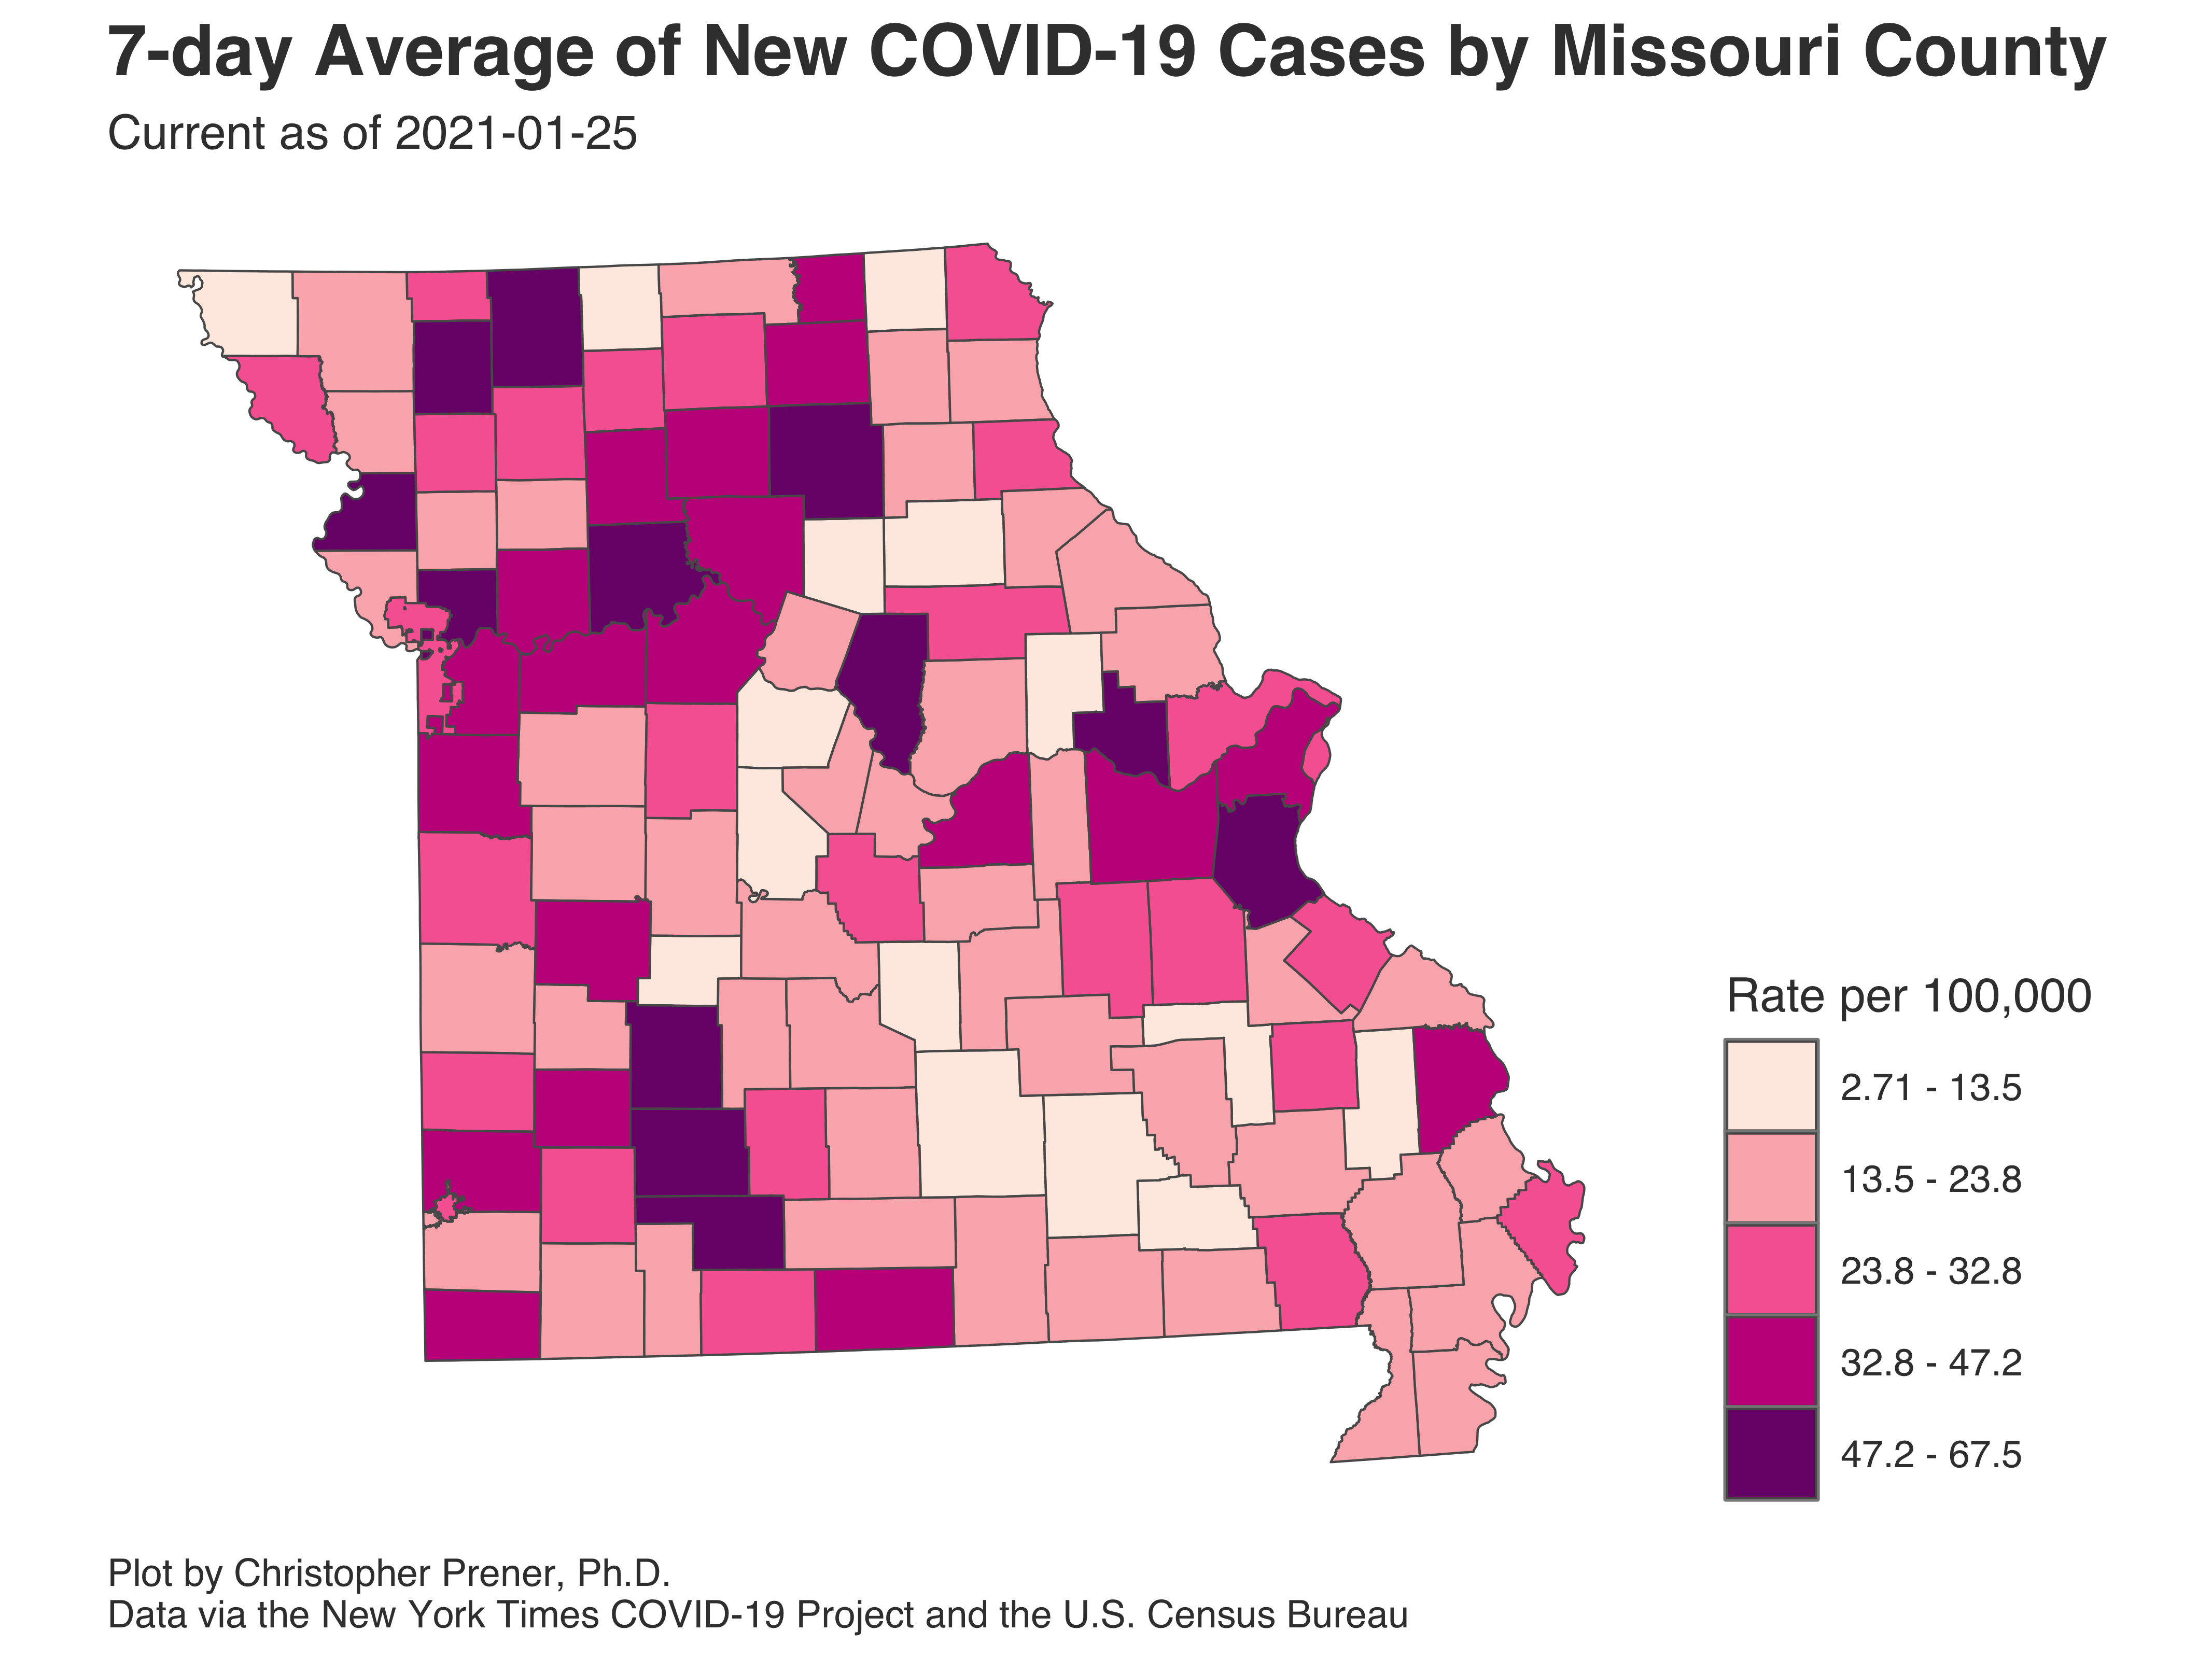 7-day Average of New COVID-19 Cases by Missouri County
Current as of 2021-01-25
Rate per 100,000
2.71 - 13.5
13.5 - 23.8
23.8 - 32.8
32.8 - 47.2
47.2 - 67.5
Plot by Christopher Prener, Ph.D.
Data via the New York Times COVID-19 Project and the U.S. Census Bureau